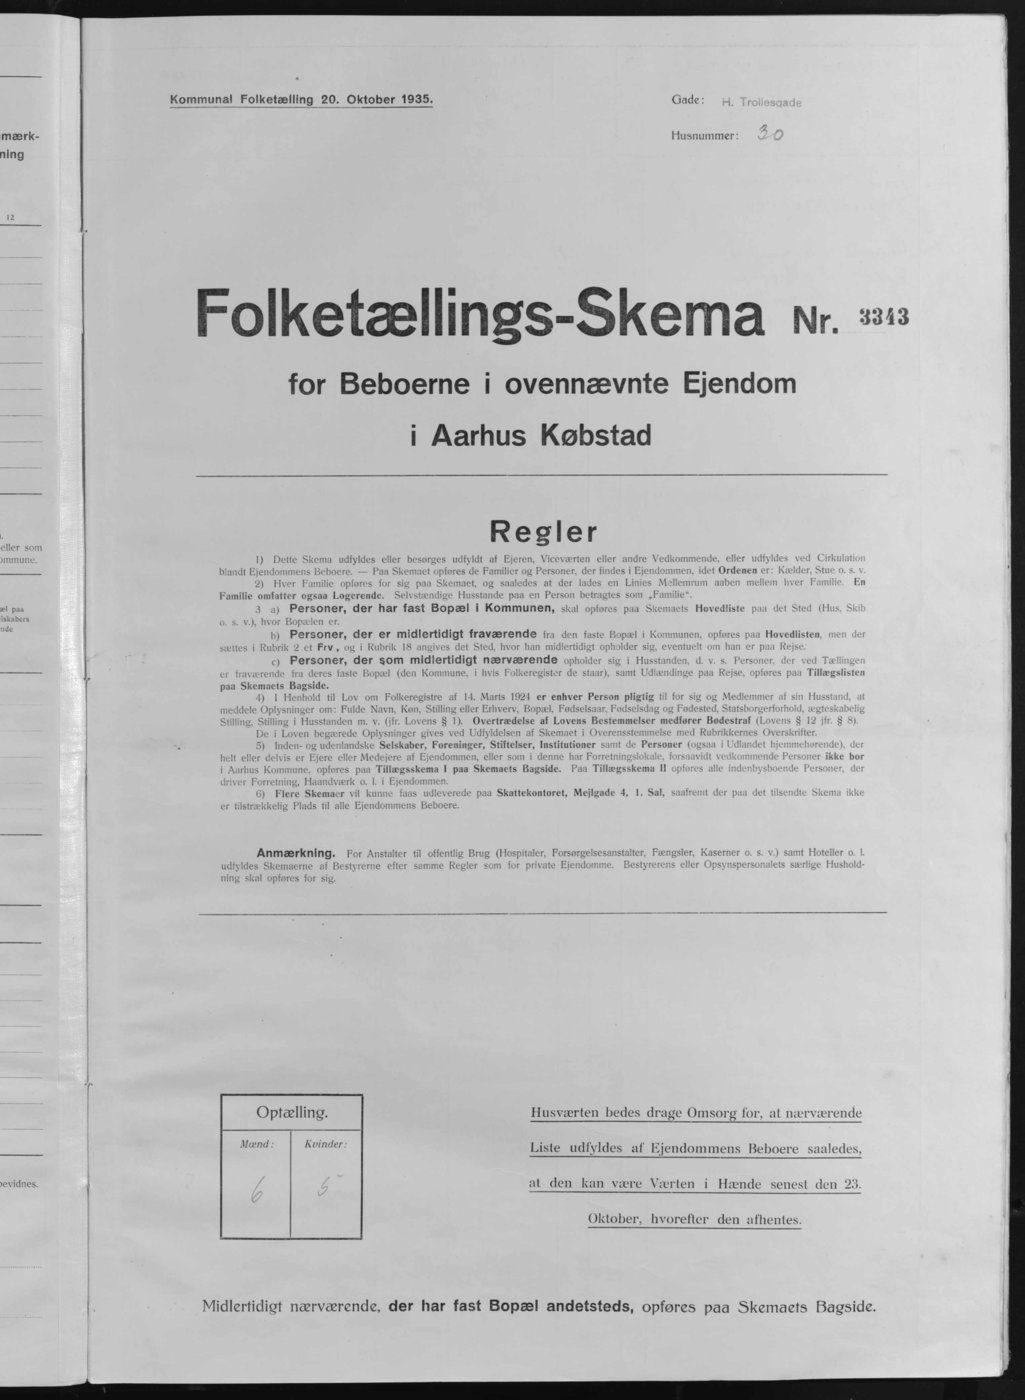 mærk-
ning
12
eller som
ommune.
æl paa
lskabers
nde
bevidnes.
Kommunal Folketælling 20. Oktober 1935.
Gade: H. Trollesgade
Husnummer: 30
Folketællings-Skema Nr. 3343
for Beboerne i ovennævnte Ejendom
i Aarhus Købstad
Regler
1) Dette Skema udfyldes eller besørges udfyldt af Ejeren, Viceværten eller andre Vedkommende, eller udfyldes ved Cirkulation
blandt Ejendommens Beboere. — Paa Skemaet opføres de Familier og Personer, der findes i Ejendommen, idet Ordenen er: Kælder, Stue o. s. v.
2) Hver Familie opføres for sig paa Skemaet, og saaledes at der lades en Linies Mellemrum aaben mellem hver Familie. En
Familie omfatter ogsaa Logerende. Selvstændige Husstande paa en Person betragtes som „Familie“.
3 a) Personer, der har fast Bopæl i Kommunen, skal opføres paa Skemaets Hovedliste paa det Sted (Hus, Skib
o. s. v.), hvor Bopælen er.
b) Personer, der er midlertidigt fraværende fra den faste Bopæl i Kommunen, opføres paa Hovedlisten, men der
sættes i Rubrik 2 et Frv, og i Rubrik 18 angives det Sted, hvor han midlertidigt opholder sig, eventuelt om han er paa Rejse.
c) Personer, der som midlertidigt nærværende opholder sig i Husstanden, d. v. s. Personer, der ved Tællingen
er fraværende fra deres faste Bopæl (den Kommune, i hvis Folkeregister de staar), samt Udlændinge paa Rejse, opføres paa Tillægslisten
paa Skemaets Bagside.
4) I Henhold til Lov om Folkeregistre af 14. Marts 1924 er enhver Person pligtig til for sig og Medlemmer af sin Husstand, at
meddele Oplysninger om: Fulde Navn, Køn, Stilling eller Erhverv, Bopæl, Fødselsaar, Fødselsdag og Fødested, Statsborgerforhold, ægteskabelig
Stilling, Stilling i Husstanden m. v. (jfr. Lovens § 1). Overtrædelse af Lovens Bestemmelser medfører Bødestraf (Lovens § 12 jfr. § 8).
De i Loven begærede Oplysninger gives ved Udfyldelsen af Skemaet i Overensstemmelse med Rubrikkernes Overskrifter.
5) Inden- og udenlandske Selskaber, Foreninger, Stiftelser, Institutioner samt de Personer (ogsaa i Udlandet hjemmehørende), der
helt eller delvis er Ejere eller Medejere af Ejendommen, eller som i denne har Forretningslokale, forsaavidt vedkommende Personer ikke bor
i Aarhus Kommune, opføres paa Tillægsskema I paa Skemaets Bagside. Paa Tillægsskema II opføres alle indenbysboende Personer, der
driver Forretning, Haandværk o. l. i Ejendommen.
6) Flere Skemaer vil kunne faas udleverede paa Skattekontoret, Mejlgade 4, 1. Sal, saafremt der paa det tilsendte Skema ikke
er tilstrækkelig Plads til alle Ejendommens Beboere.
Anmærkning. For Anstalter til offentlig Brug (Hospitaler, Forsørgelsesanstalter, Fængsler, Kaserner o. s. v.) samt Hoteller o. l.
udfyldes Skemaerne af Bestyrerne efter samme Regler som for private Ejendomme. Bestyrerens eller Opsynspersonalets særlige Hushold-
ning skal opføres for sig.
Optælling.
Mænd: Kvinder:
6 5
Husværten bedes drage Omsorg for, at nærværende
Liste udfyldes af Ejendommens Beboere saaledes,
at den kan være Værten i Hænde senest den 23.
Oktober, hvorefter den afhentes.
Midlertidigt nærværende, der har fast Bopæl andetsteds, opføres paa Skemaets Bagside.